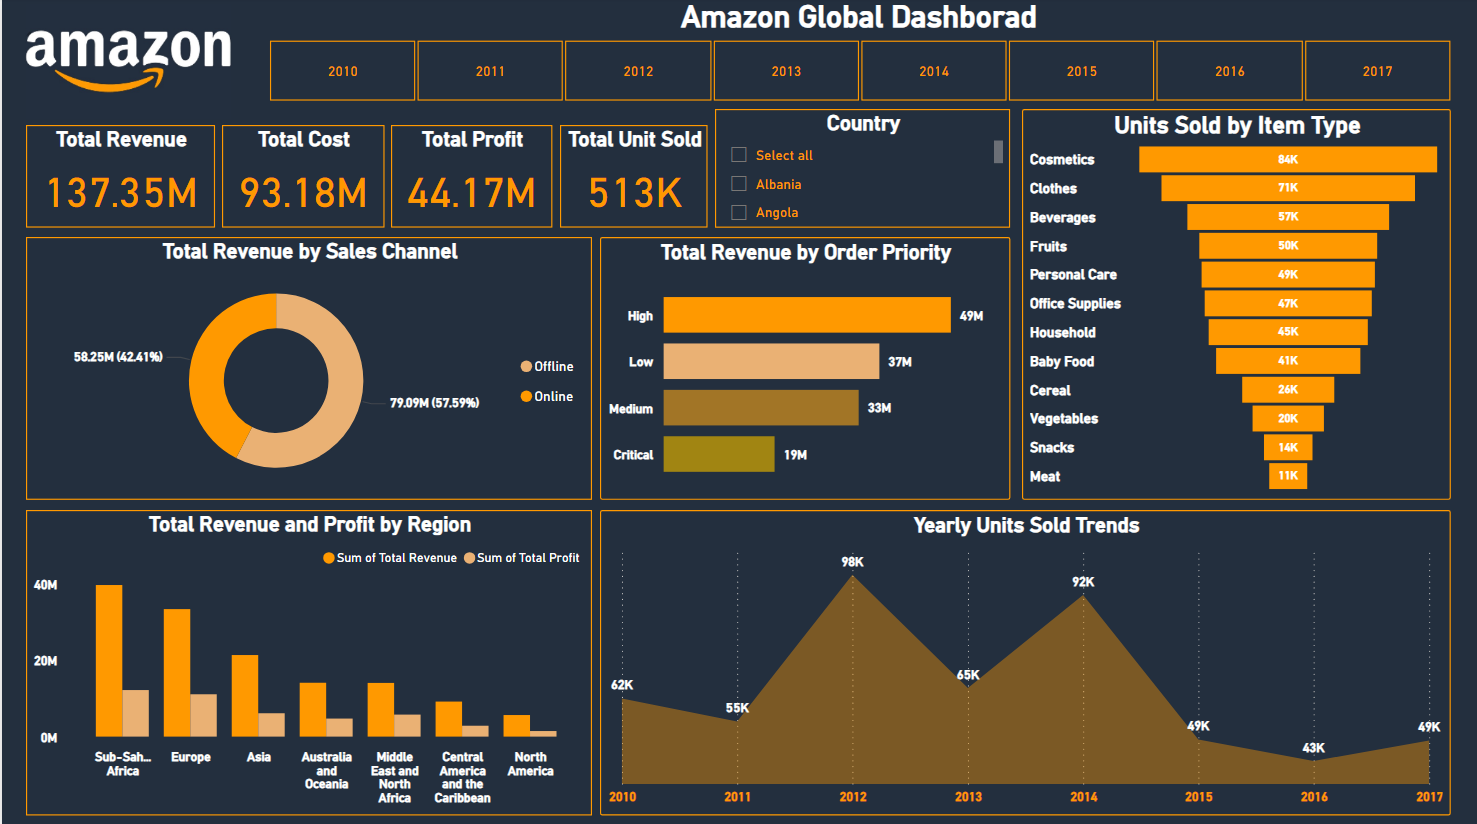 Amazon Global Dashborad
amazon
2010
2011
2012
2013
2014
2015
2016
2017
Total Revenue
137.35M
Total Cost
93.18M
Total Profit
44.17M
Total Unit Sold
513K
Country
Select all
Albania
Angola
Units Sold by Item Type
Cosmetics 84K
Clothes 71K
Beverages 57K
Fruits 50K
Personal Care 49K
Office Supplies 47K
Household 45K
Baby Food 41K
Cereal 26K
Vegetables 20K
Snacks 14K
Meat 11K
Total Revenue by Sales Channel
58.25M (42.41%)
79.09M (57.59%)
Offline
Online
Total Revenue by Order Priority
High 49M
Low 37M
Medium 33M
Critical 19M
Total Revenue and Profit by Region
Sum of Total Revenue
Sum of Total Profit
40M
20M
0M
Sub-Sah...
Africa
Europe
Asia
Australia
and
Oceania
Middle
East and
North
Africa
Central
America
and the
Caribbean
North
America
Yearly Units Sold Trends
62K
55K
98K
65K
92K
49K
43K
49K
2010
2011
2012
2013
2014
2015
2016
2017